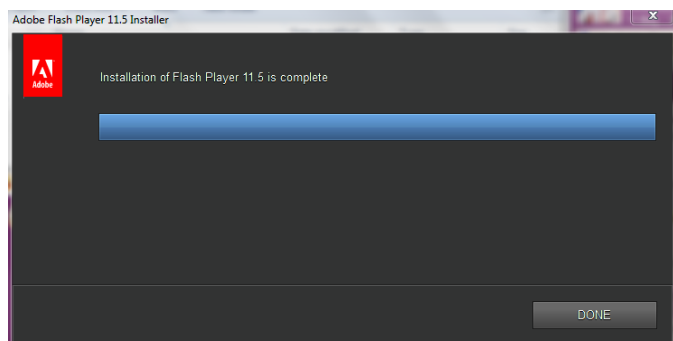 Adobe Flash Player 11.5 Installer
x
Adobe
Installation of Flash Player 11.5 is complete
DONE